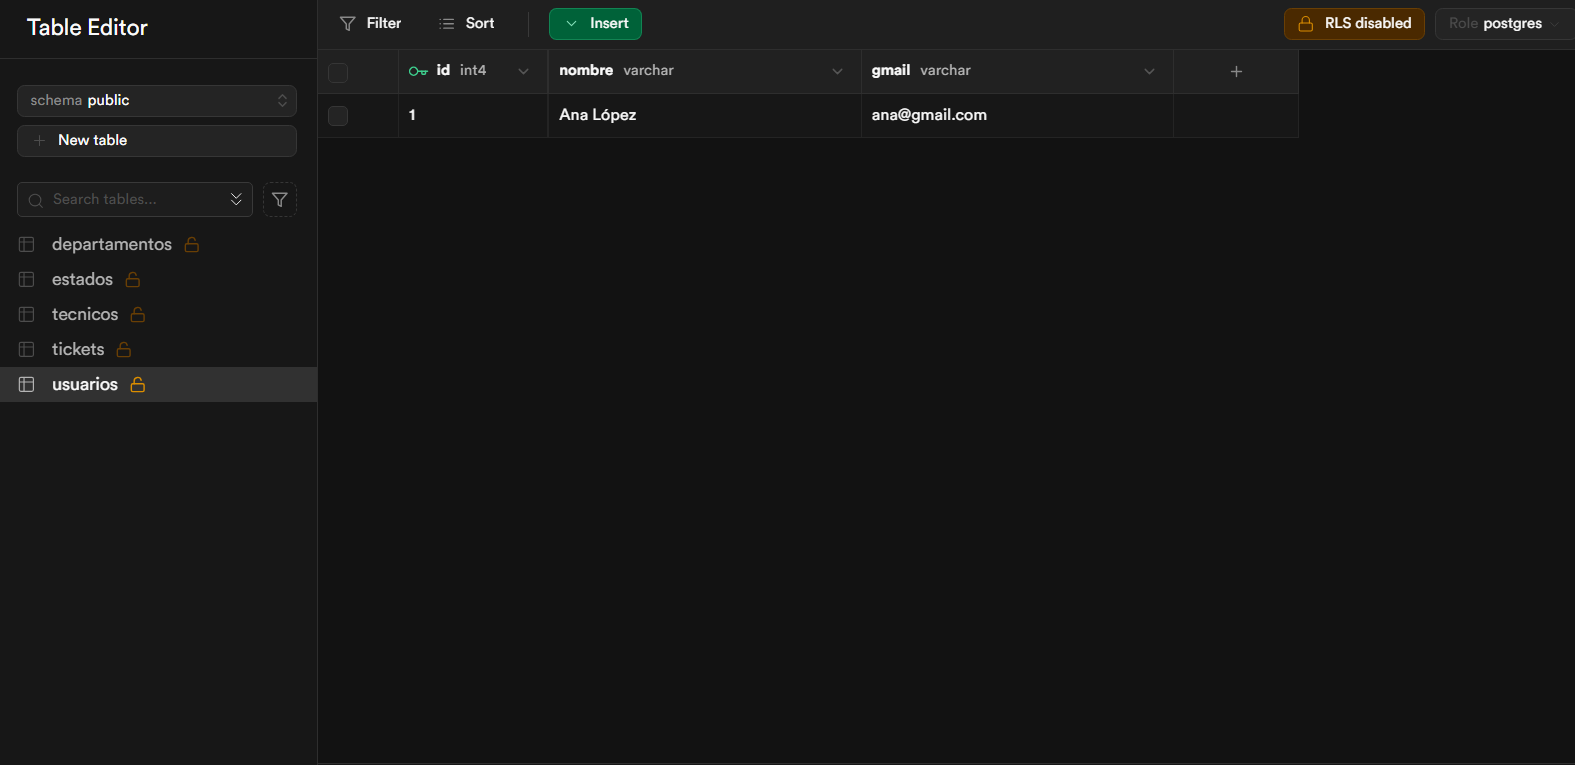 Table Editor
Filter Sort Insert RLS disabled Role postgres
schema public
New table
Search tables...
departamentos
estados
tecnicos
tickets
usuarios
id int4 nombre varchar gmail varchar
1 Ana López ana@gmail.com